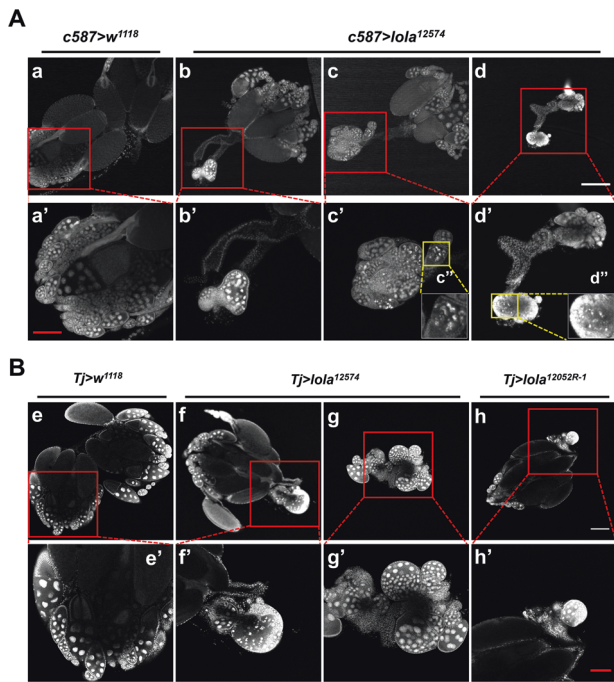 A
c587>w1118
c587>lola12574
a
b
c
d
a'
b'
c'
c''
d'
d''
B
Tj>w1118
Tj>lola12574
Tj>lola12052R-1
e
f
g
h
e'
f'
g'
h'